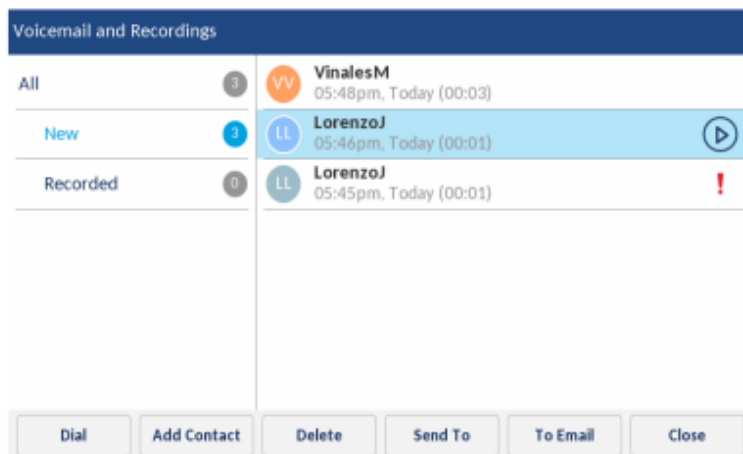 Voicemail and Recordings
All 3
New 3
Recorded 0
VV VinalesM
05:48pm, Today (00:03)
LL LorenzoJ
05:46pm, Today (00:01)
LL LorenzoJ
05:45pm, Today (00:01) !
Dial Add Contact Delete Send To To Email Close